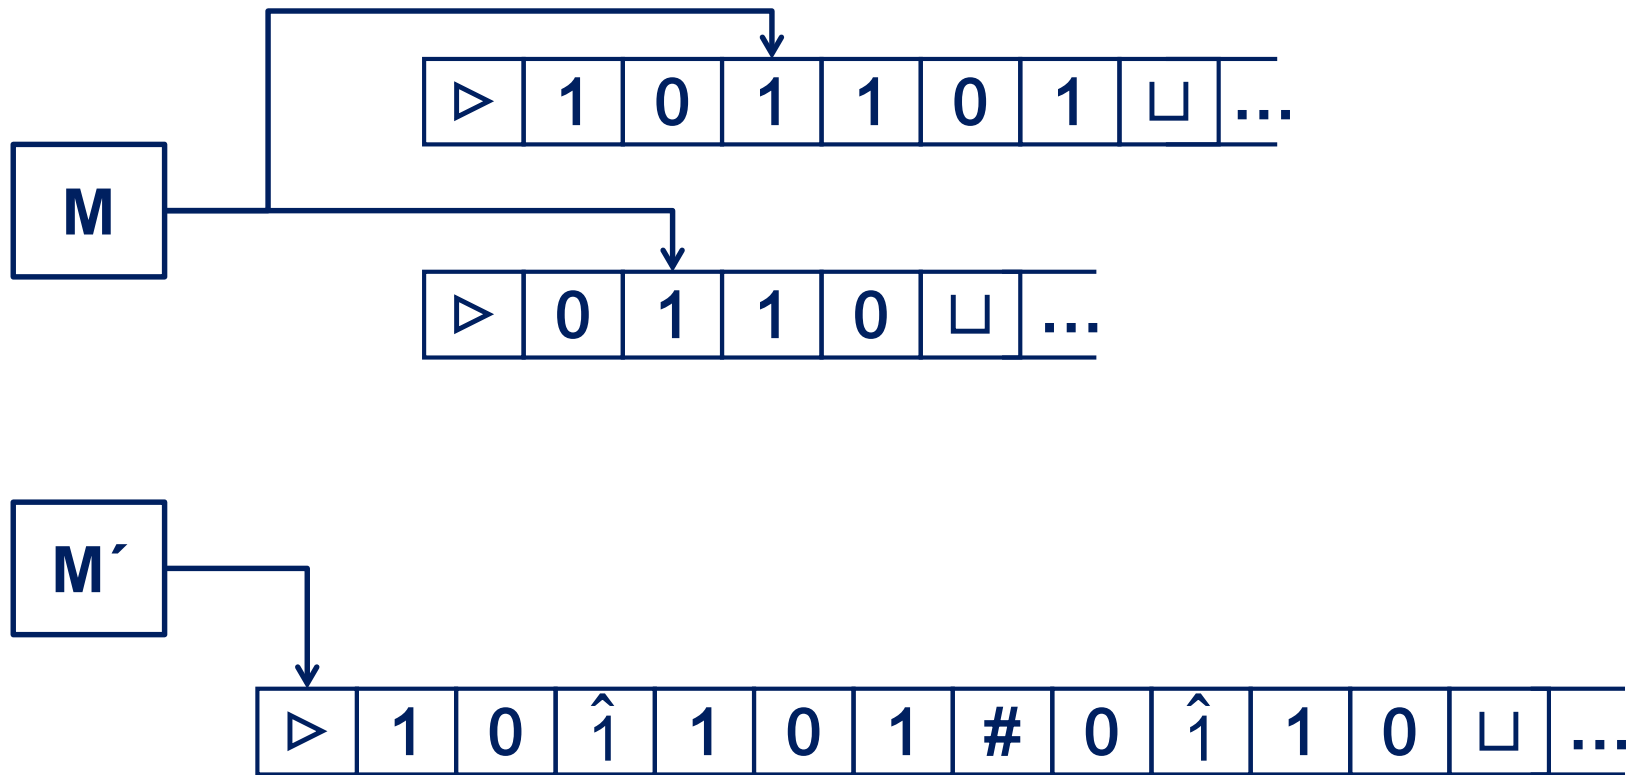 ▷ 1 0 1 1 0 1 ⊔ ...
M
▷ 0 1 1 0 ⊔ ...
M´
▷ 1 0 1̂ 1 0 1 # 0 1̂ 1 0 ⊔ ...